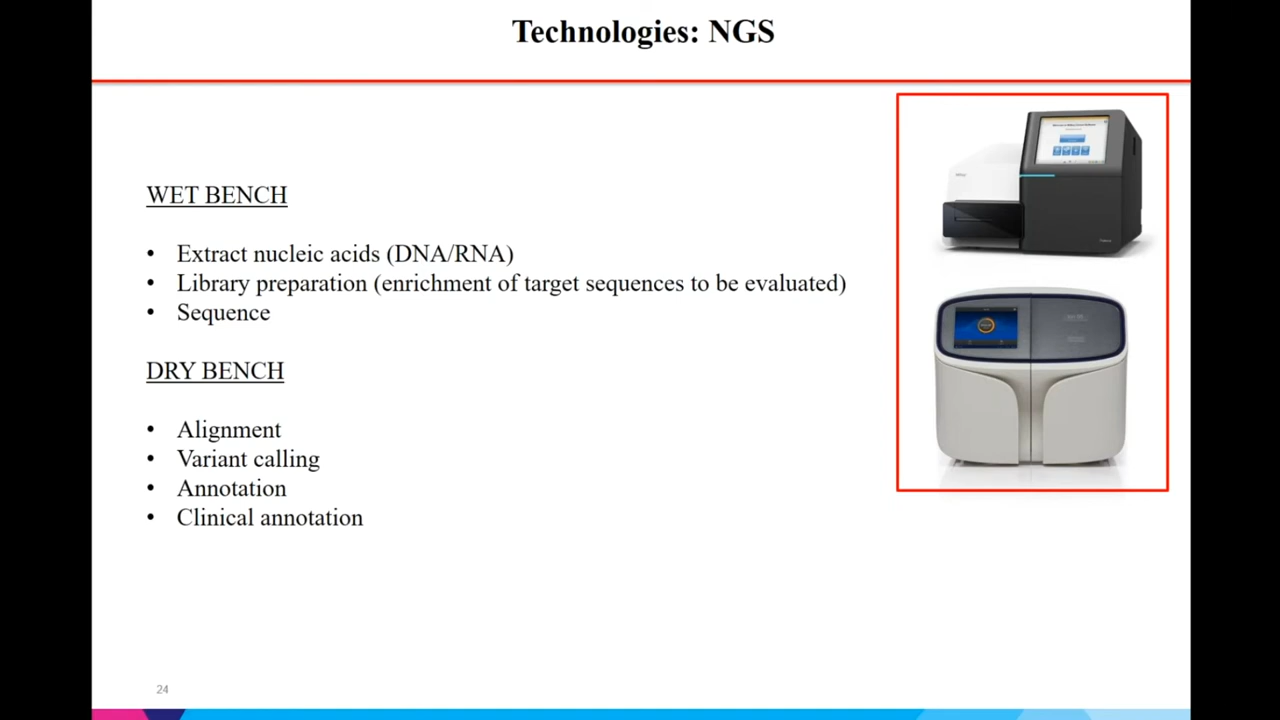 Technologies: NGS
WET BENCH
• Extract nucleic acids (DNA/RNA)
• Library preparation (enrichment of target sequences to be evaluated)
• Sequence
DRY BENCH
• Alignment
• Variant calling
• Annotation
• Clinical annotation
24